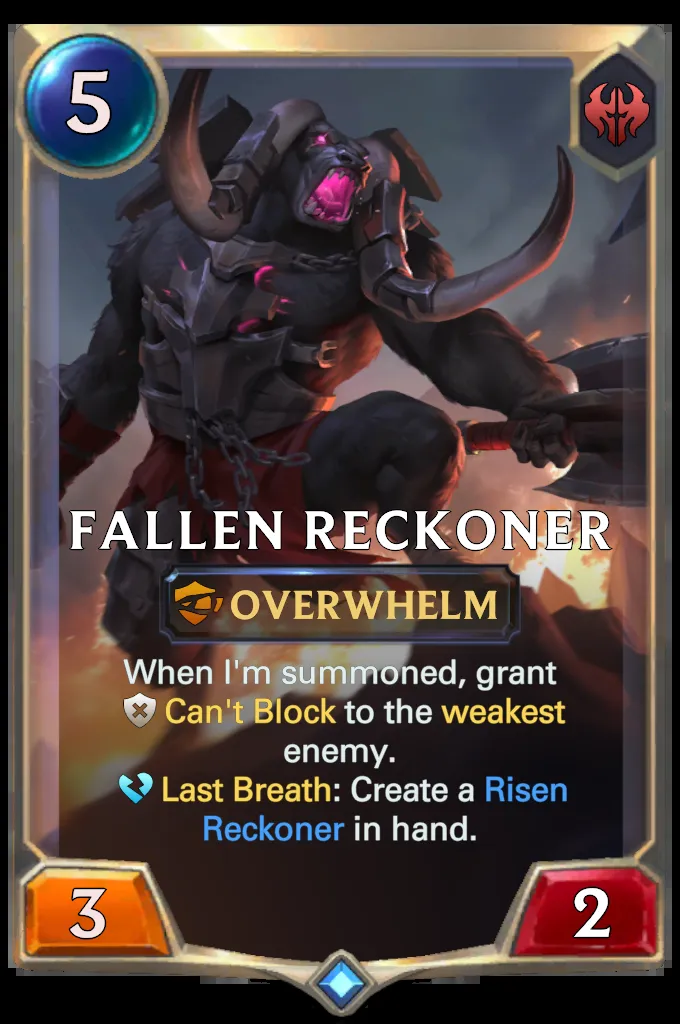 5
FALLEN RECKONER
OVERWHELM
When I'm summoned, grant
Can't Block to the weakest
enemy.
Last Breath: Create a Risen
Reckoner in hand.
3
2